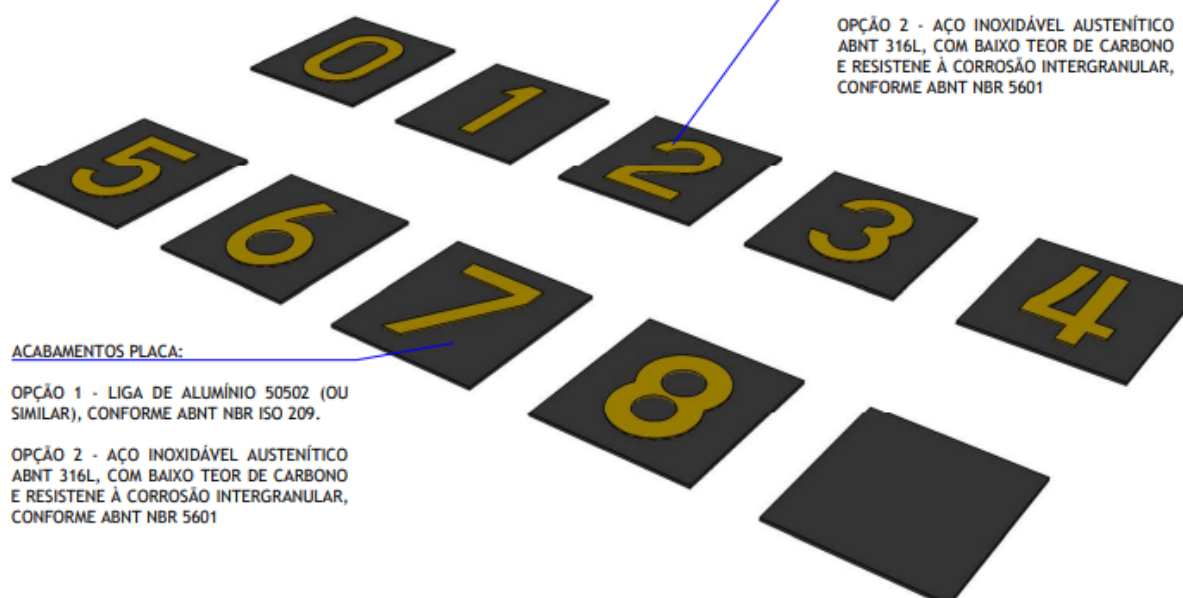 OPÇÃO 2 - AÇO INOXIDÁVEL AUSTENÍTICO
ABNT 316L, COM BAIXO TEOR DE CARBONO
E RESISTENE À CORROSÃO INTERGRANULAR,
CONFORME ABNT NBR 5601
0
1
2
3
4
5
6
7
8
ACABAMENTOS PLACA:
OPÇÃO 1 - LIGA DE ALUMÍNIO 50502 (OU
SIMILAR), CONFORME ABNT NBR ISO 209.
OPÇÃO 2 - AÇO INOXIDÁVEL AUSTENÍTICO
ABNT 316L, COM BAIXO TEOR DE CARBONO
E RESISTENE À CORROSÃO INTERGRANULAR,
CONFORME ABNT NBR 5601